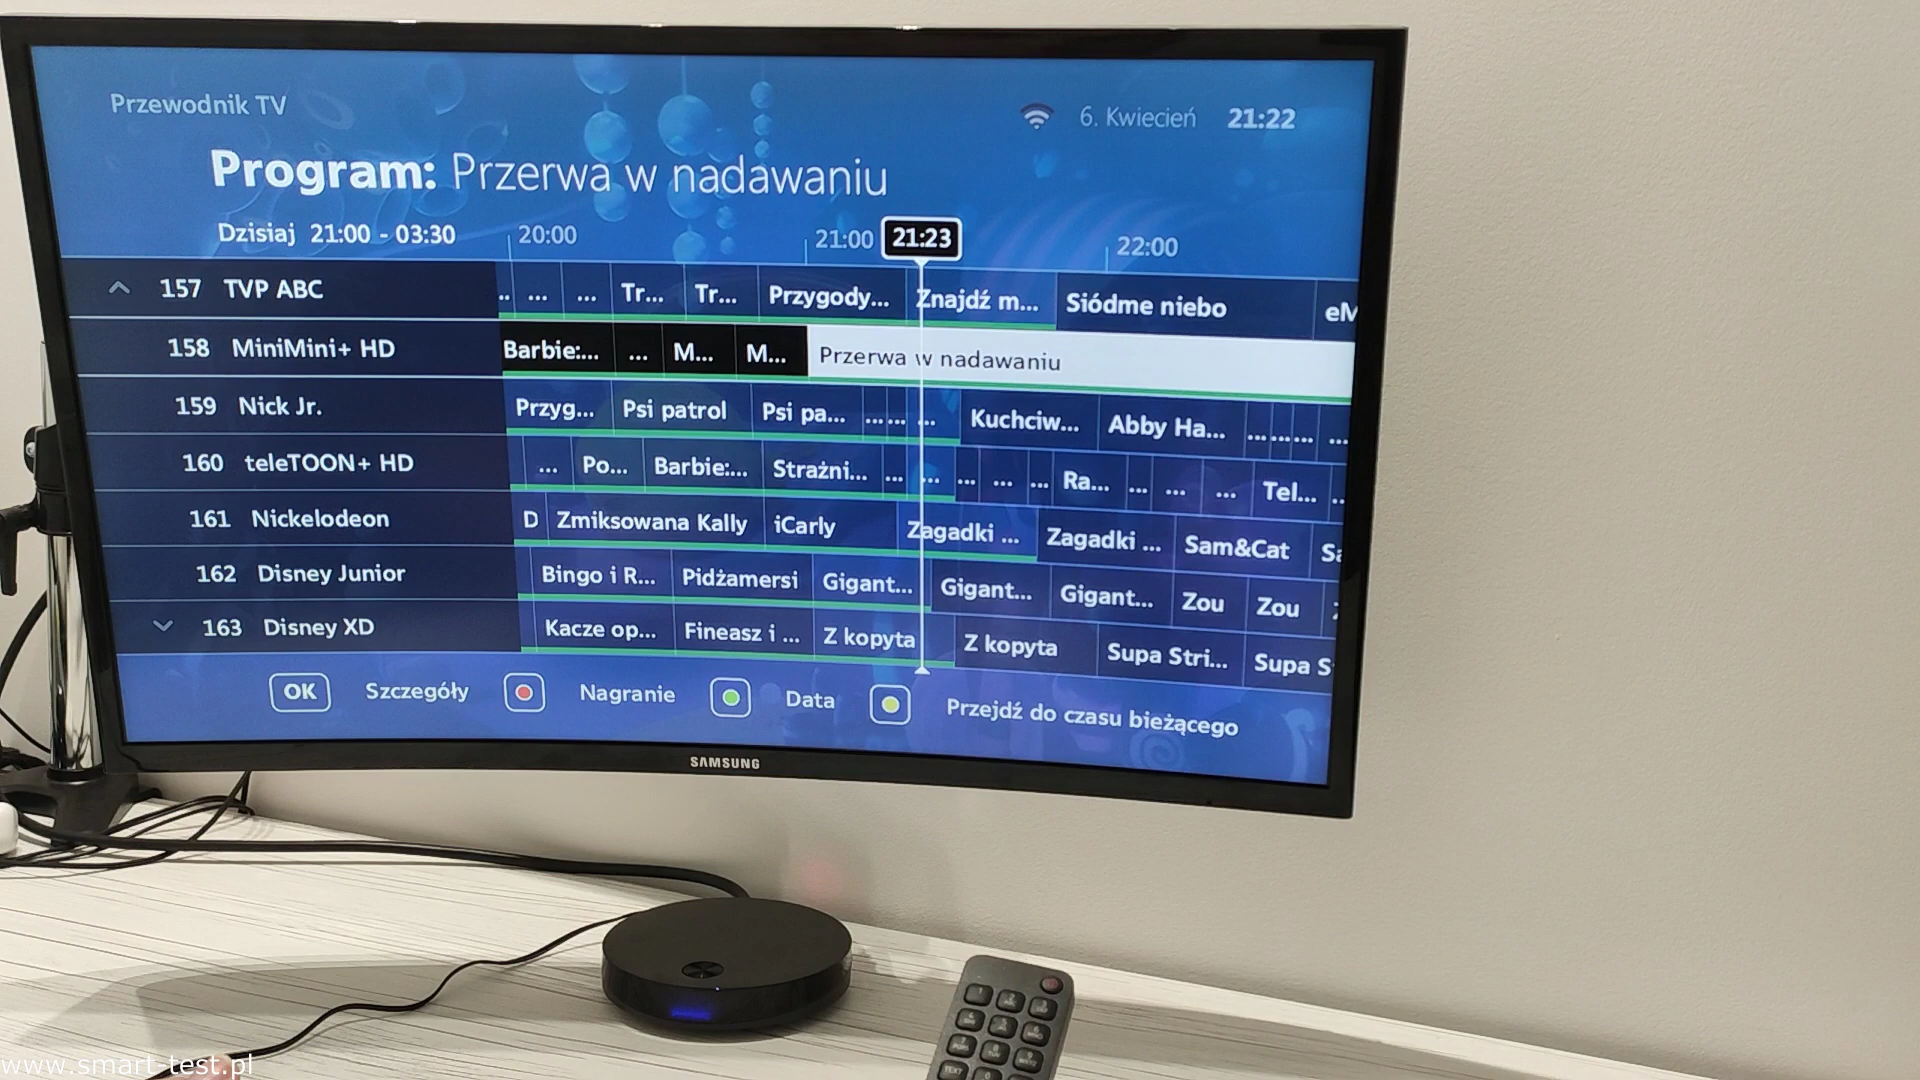 Przewodnik TV
6. Kwiecień 21:22
Program: Przerwa w nadawaniu
Dzisiaj 21:00 - 03:30 20:00 21:00 21:23 22:00
157 TVP ABC .. ... ... Tr... Tr... Przygody... Znajdź m... Siódme niebo eM
158 MiniMini+ HD Barbie:... ... M... M... Przerwa w nadawaniu
159 Nick Jr. Przyg... Psi patrol Psi pa... ... ... ... Kuchciw... Abby Ha... ... ... ... ...
160 teleTOON+ HD ... Po... Barbie:... Strażni... ... ... ... ... ... Ra... ... ... ... Tel... ..
161 Nickelodeon D Zmiksowana Kally iCarly Zagadki ... Zagadki ... Sam&Cat Sa
162 Disney Junior Bingo i R... Pidżamersi Gigant... Gigant... Gigant... Zou Zou
163 Disney XD Kacze op... Fineasz i ... Z kopyta Z kopyta Supa Stri... Supa S
OK Szczegóły Nagranie Data Przejdź do czasu bieżącego
SAMSUNG
www.smart-test.pl